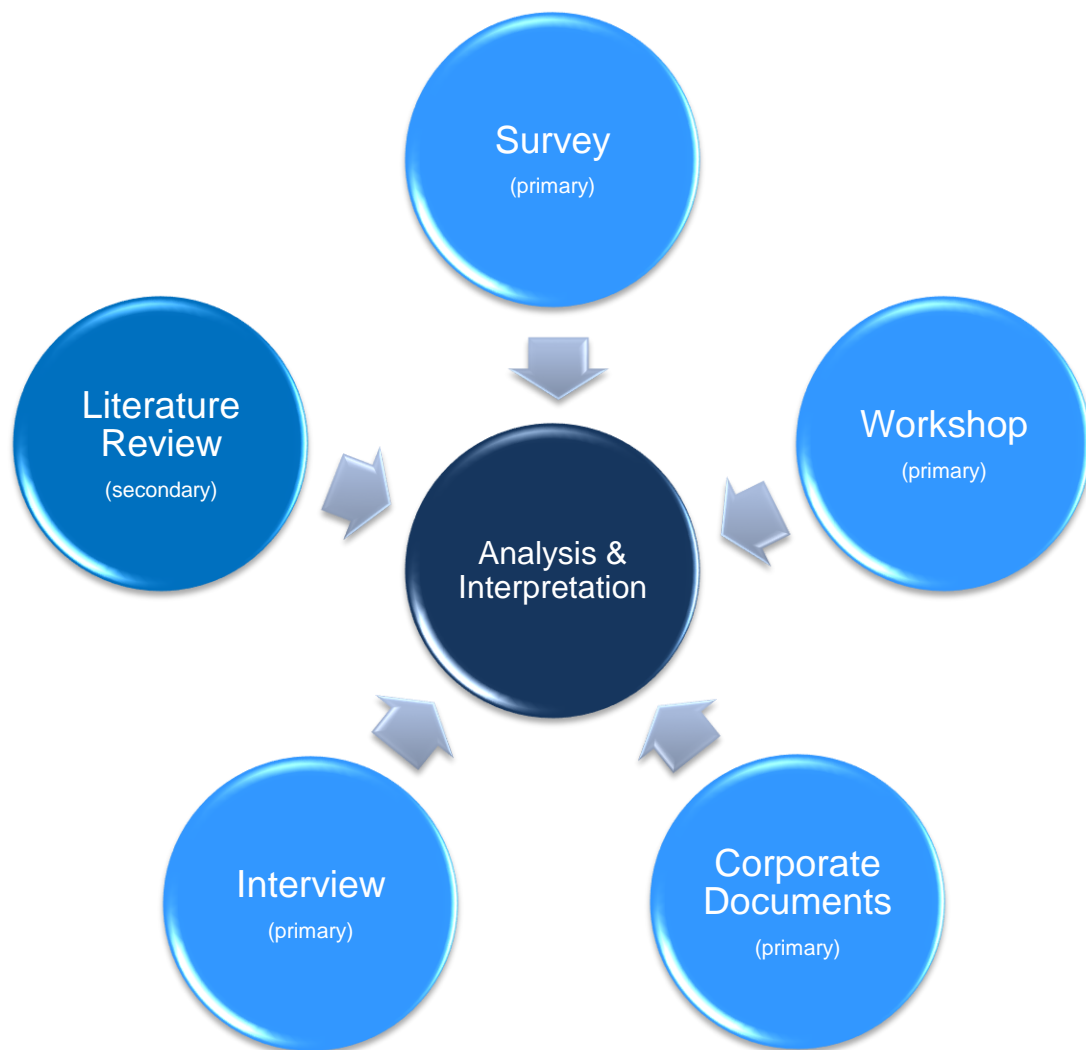 Survey
(primary)
Literature
Review
(secondary)
Workshop
(primary)
Analysis &
Interpretation
Interview
(primary)
Corporate
Documents
(primary)